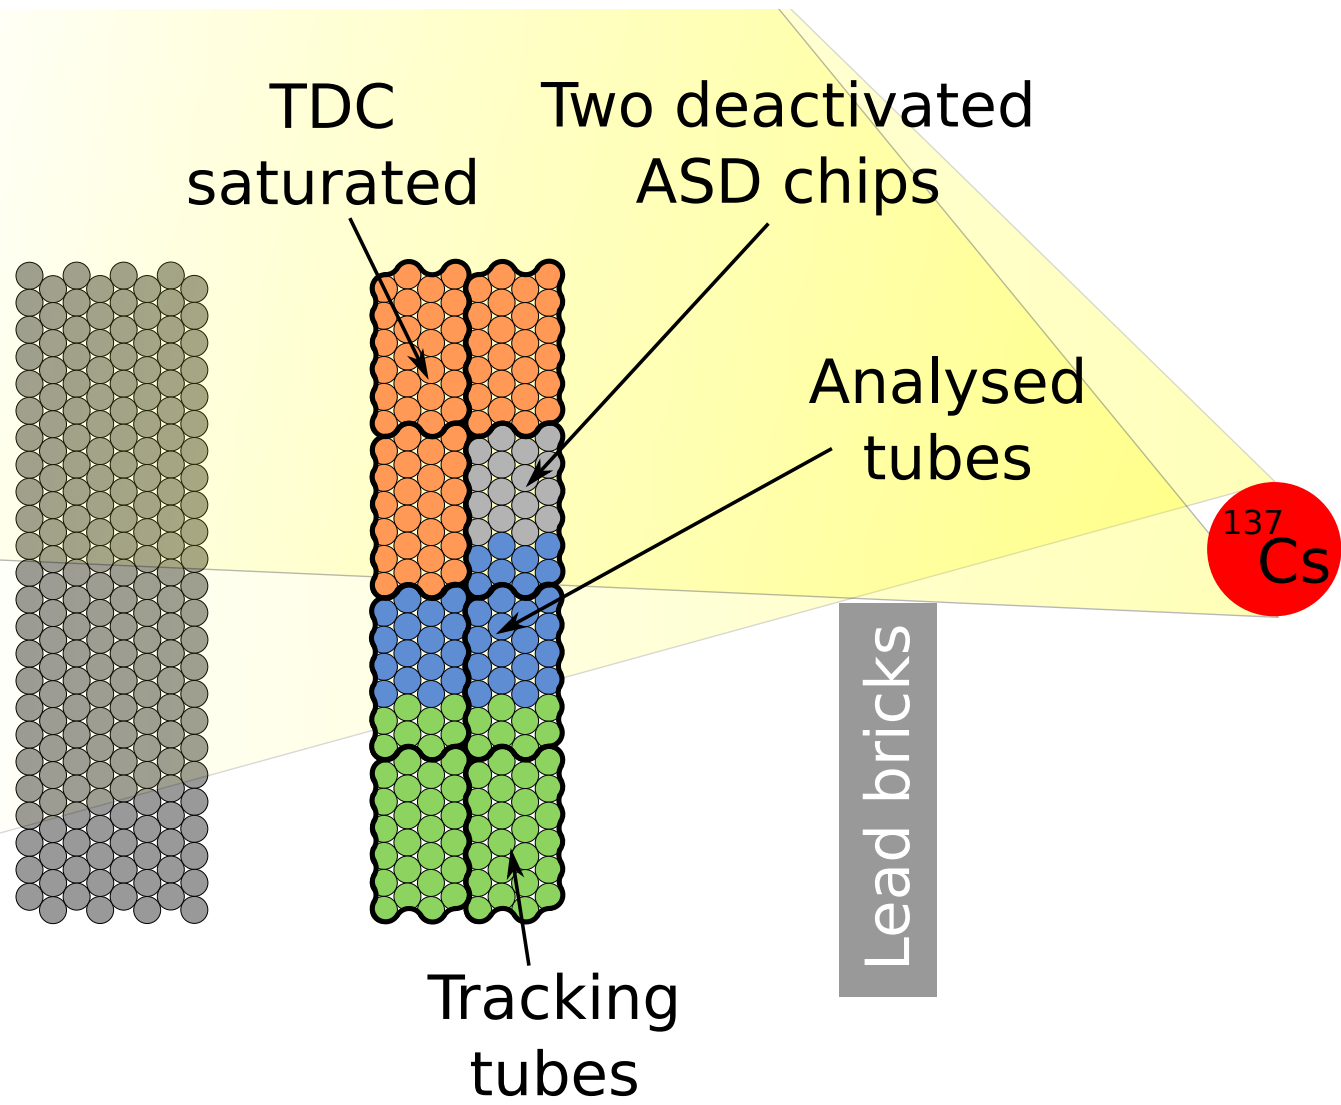 TDC
saturated
Two deactivated
ASD chips
Analysed
tubes
137
Cs
Lead bricks
Tracking
tubes